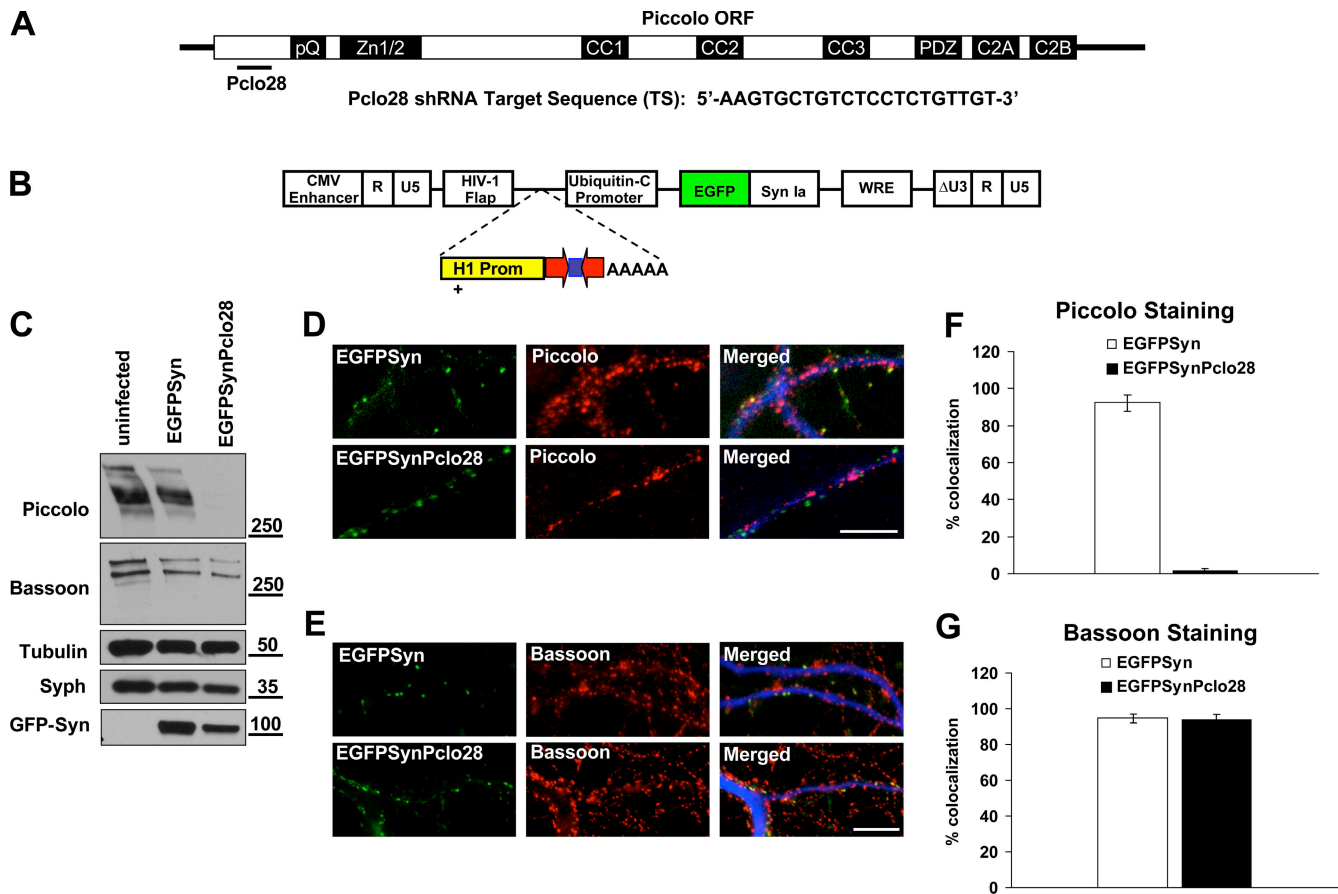 A
Piccolo ORF
pQ Zn1/2 CC1 CC2 CC3 PDZ C2A C2B
Pclo28
Pclo28 shRNA Target Sequence (TS): 5'-AAGTGCTGTCTCCTCTGTTGT-3'
B
CMV Enhancer R U5 HIV-1 Flap Ubiquitin-C Promoter EGFP Syn Ia WRE ΔU3 R U5
H1 Prom AAAAA
+
C
uninfected
EGFPSyn
EGFPSynPclo28
Piccolo 250
Bassoon 250
Tubulin 50
Syph 35
GFP-Syn 100
D
EGFPSyn Piccolo Merged
EGFPSynPclo28 Piccolo Merged
E
EGFPSyn Bassoon Merged
EGFPSynPclo28 Bassoon Merged
F
Piccolo Staining
EGFPSyn
EGFPSynPclo28
% colocalization
120
100
80
60
40
20
0
G
Bassoon Staining
EGFPSyn
EGFPSynPclo28
% colocalization
120
100
80
60
40
20
0